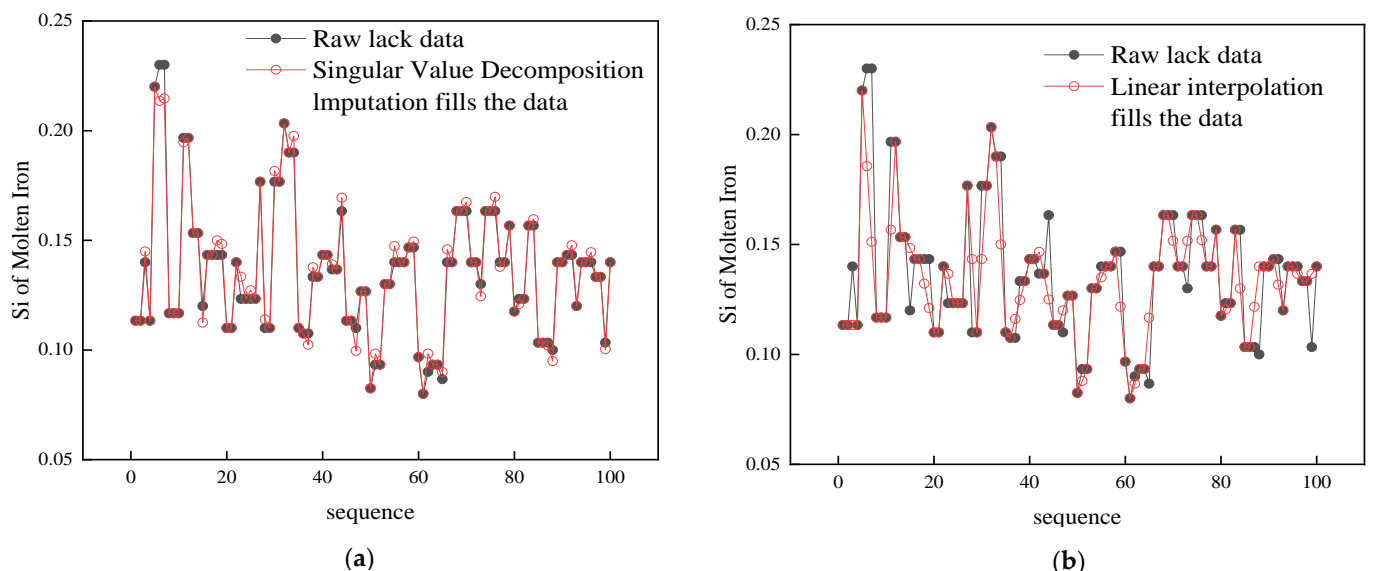 0.25
0.20
0.15
0.10
0.05
Si of Molten Iron
Raw lack data
Singular Value Decomposition
lmputation fills the data
0
20
40
60
80
100
sequence
(a)
0.25
0.20
0.15
0.10
0.05
Si of Molten Iron
Raw lack data
Linear interpolation
fills the data
0
20
40
60
80
100
sequence
(b)